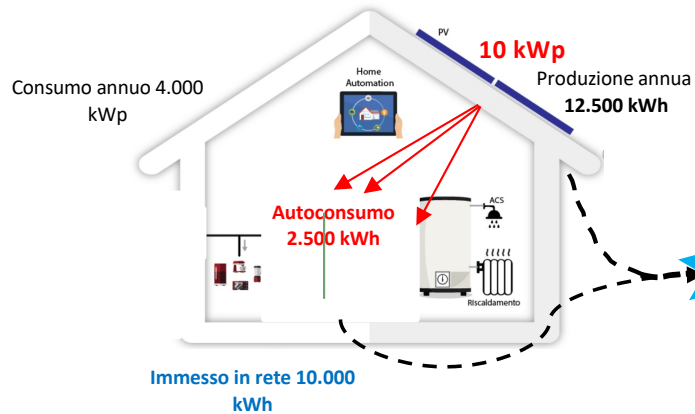 PV
10 kWp
Home
Automation
Produzione annua
12.500 kWh
Consumo annuo 4.000
kWp
Autoconsumo
2.500 kWh
ACS
Riscaldamento
Immesso in rete 10.000
kWh